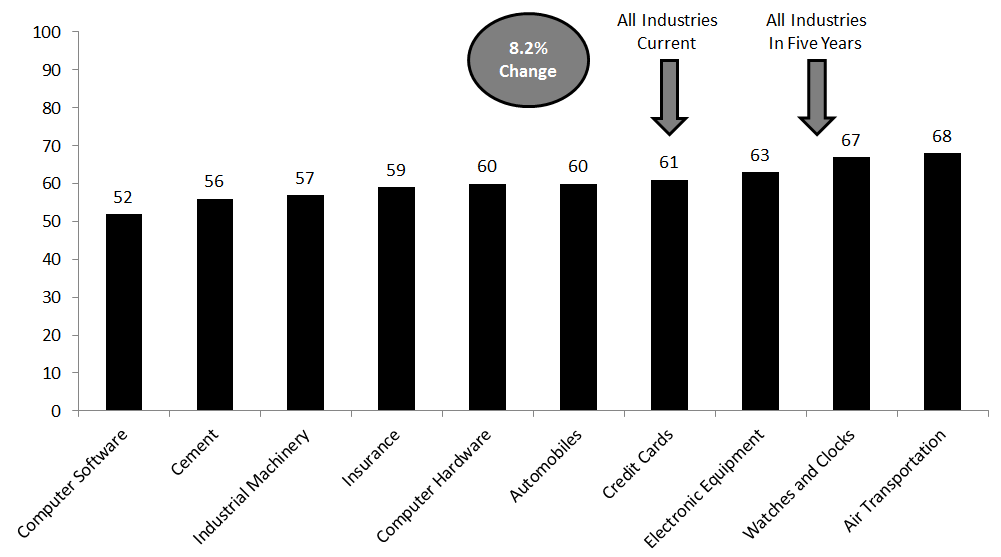 All Industries
Current
All Industries
In Five Years
8.2%
Change
100
90
80
70
60
50
40
30
20
10
0
52
56
57
59
60
60
61
63
67
68
Computer Software
Cement
Industrial Machinery
Insurance
Computer Hardware
Automobiles
Credit Cards
Electronic Equipment
Watches and Clocks
Air Transportation